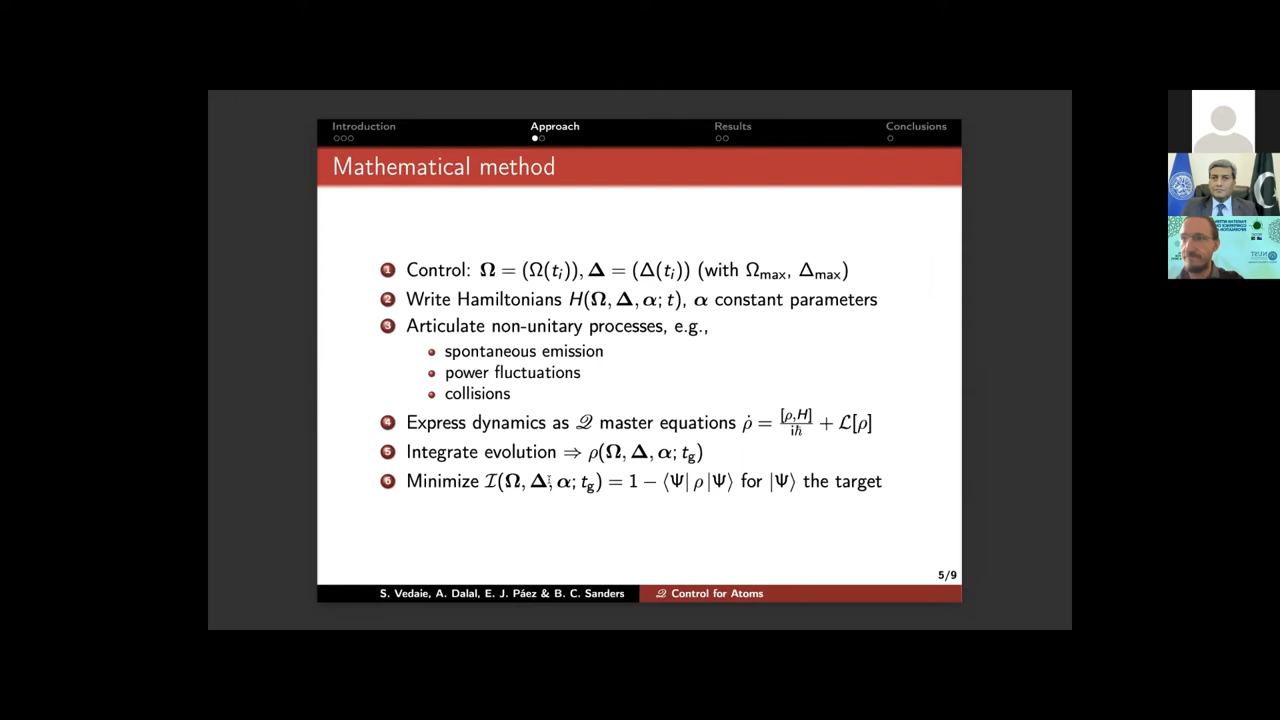 Introduction
Approach
Results
Conclusions
Mathematical method
1 Control: Ω = (Ω(tᵢ)), Δ = (Δ(tᵢ)) (with Ωmax, Δmax)
2 Write Hamiltonians H(Ω, Δ, α; t), α constant parameters
3 Articulate non-unitary processes, e.g.,
spontaneous emission
power fluctuations
collisions
4 Express dynamics as 𝒬 master equations ρ̇ = [ρ,H]/iħ + ℒ[ρ]
5 Integrate evolution ⇒ ρ(Ω, Δ, α; tg)
6 Minimize ℐ(Ω, Δ, α; tg) = 1 − ⟨Ψ| ρ |Ψ⟩ for |Ψ⟩ the target
5/9
S. Vedaie, A. Dalal, E. J. Páez & B. C. Sanders
𝒬 Control for Atoms